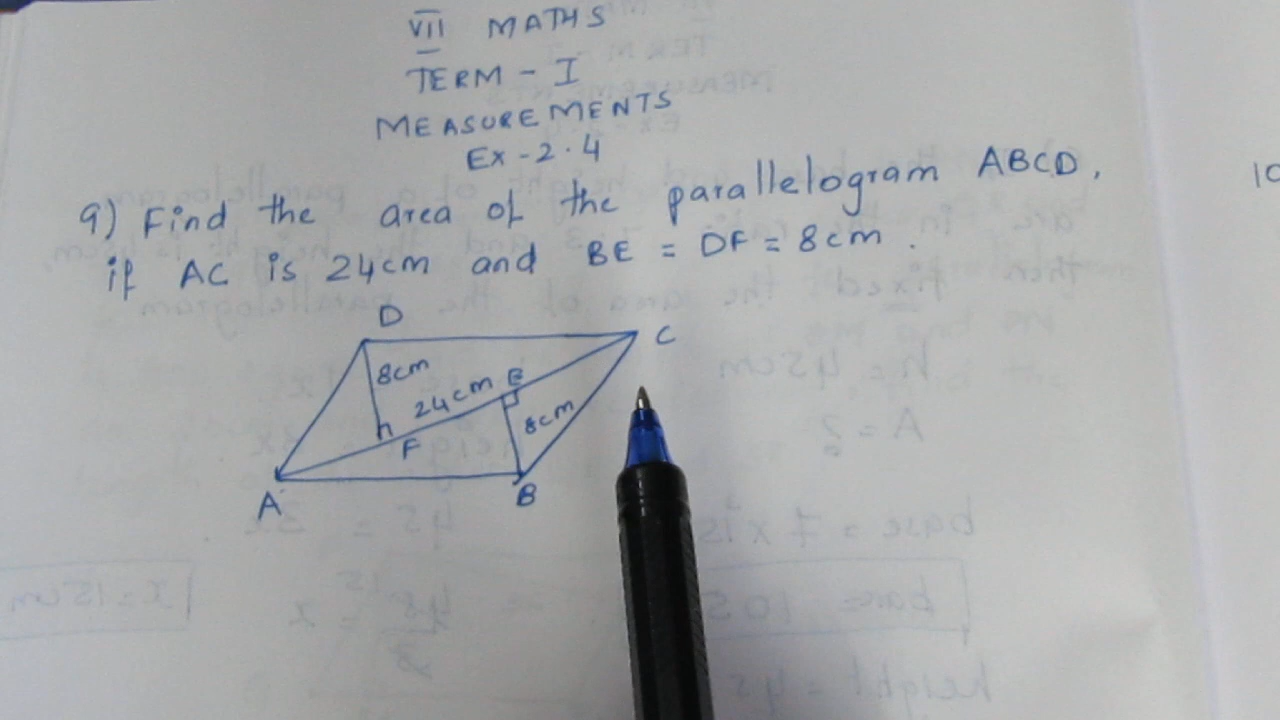 VII MATHS
TERM - I
MEASUREMENTS
Ex - 2.4
9) Find the area of the parallelogram ABCD,
if AC is 24cm and BE = DF = 8cm.
D
C
8cm
24cm E
8cm
F
A
B
10